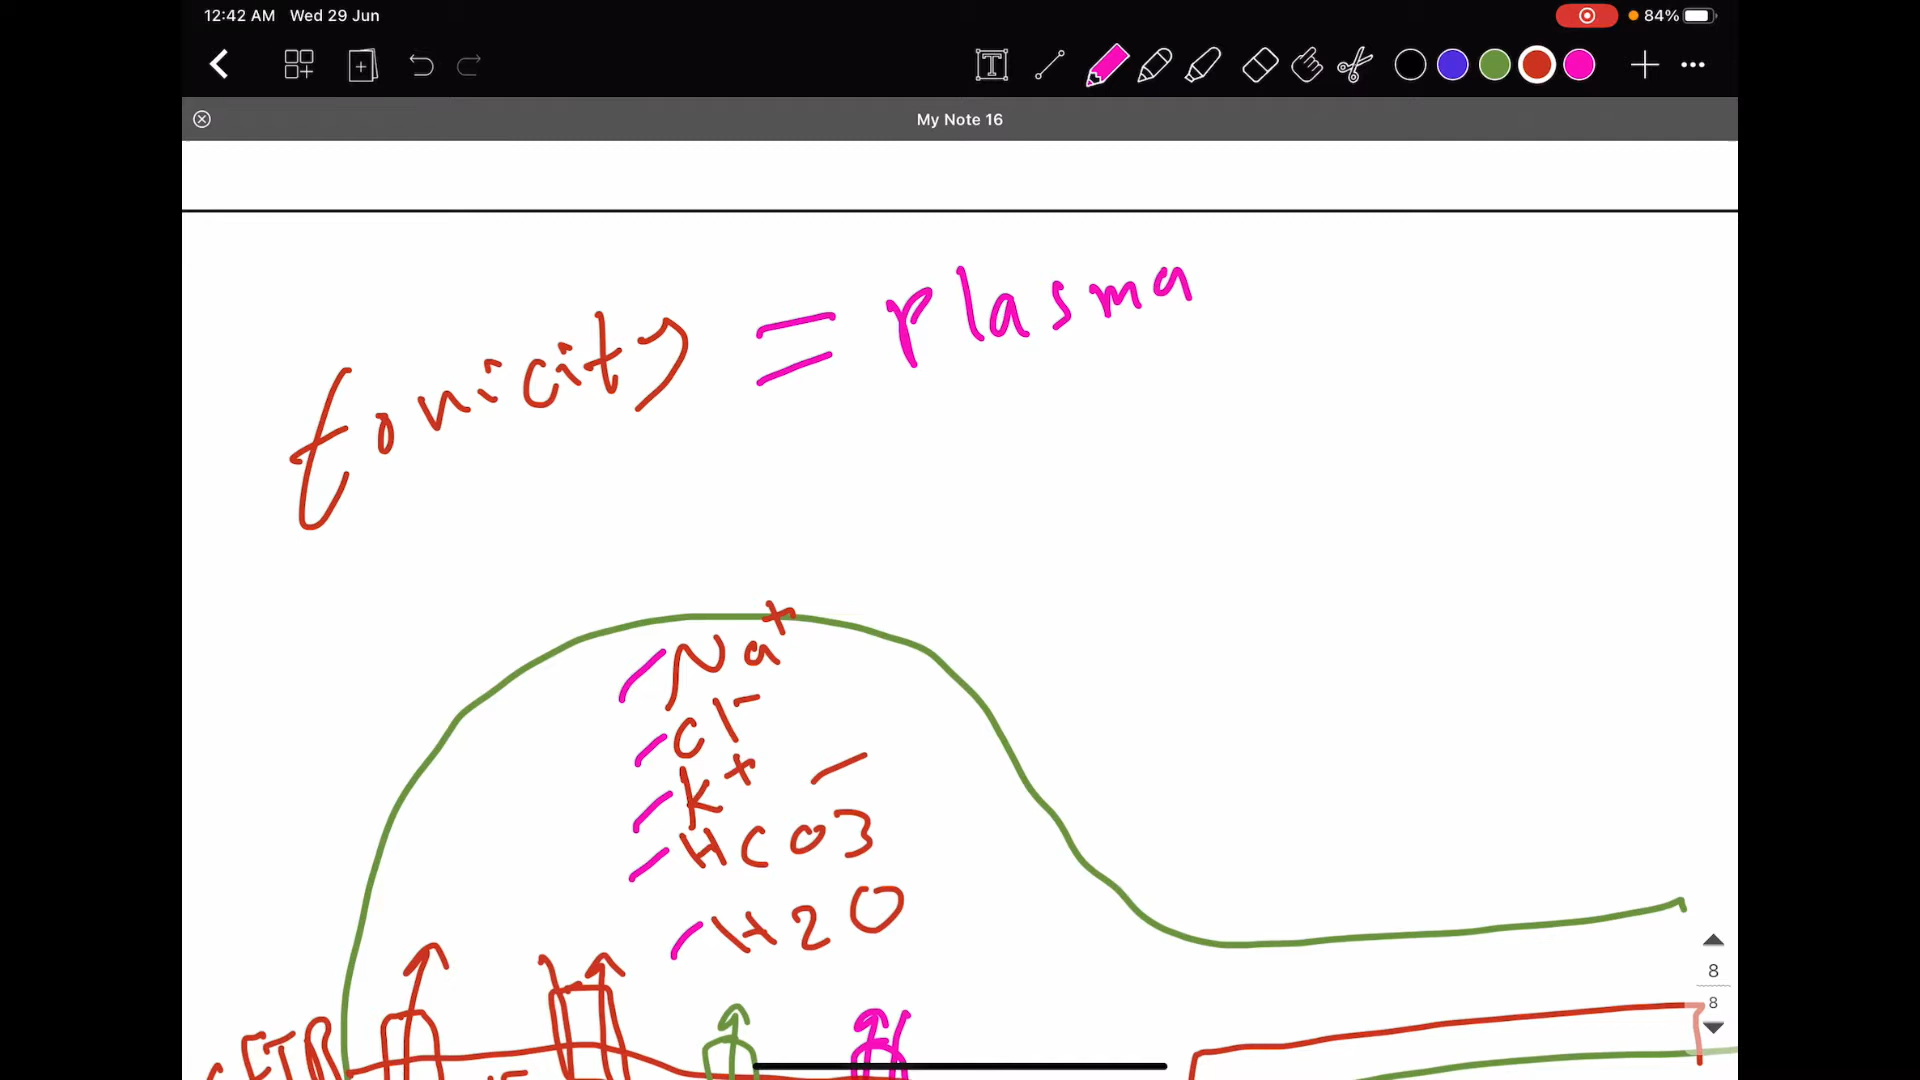 12:42 AM Wed 29 Jun
84%
My Note 16
tonicity = plasma
Na+
Cl-
K+
HCO3-
H2O
8
8